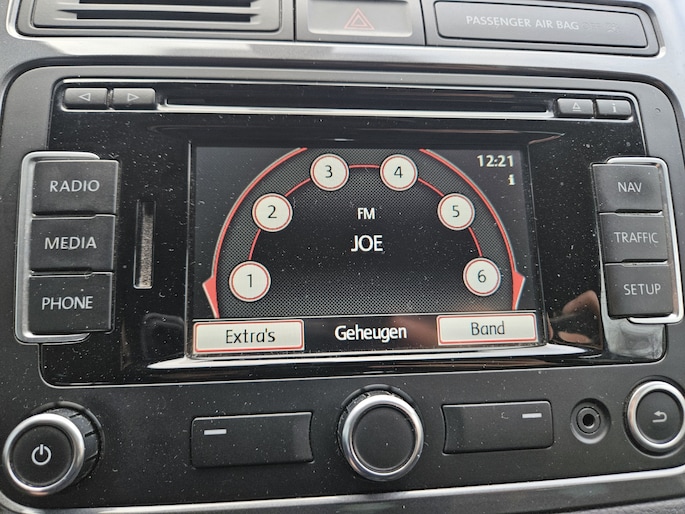 PASSENGER AIR BAG
RADIO
MEDIA
PHONE
12:21
3
4
2
5
1
6
FM
JOE
Extra's
Geheugen
Band
NAV
TRAFFIC
SETUP